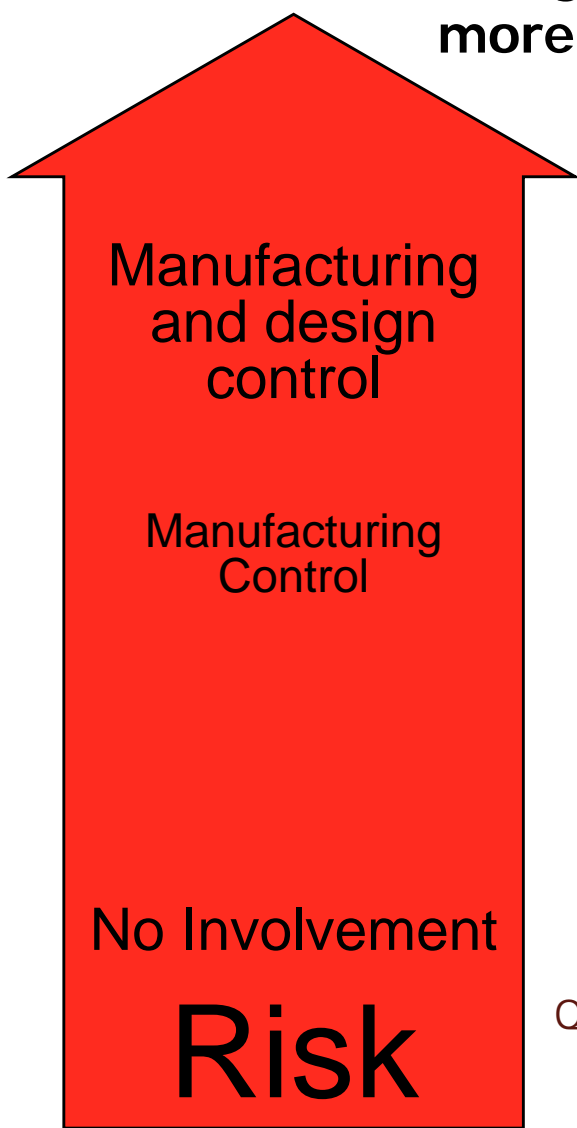 more
Manufacturing
and design
control
Manufacturing
Control
No Involvement
Risk